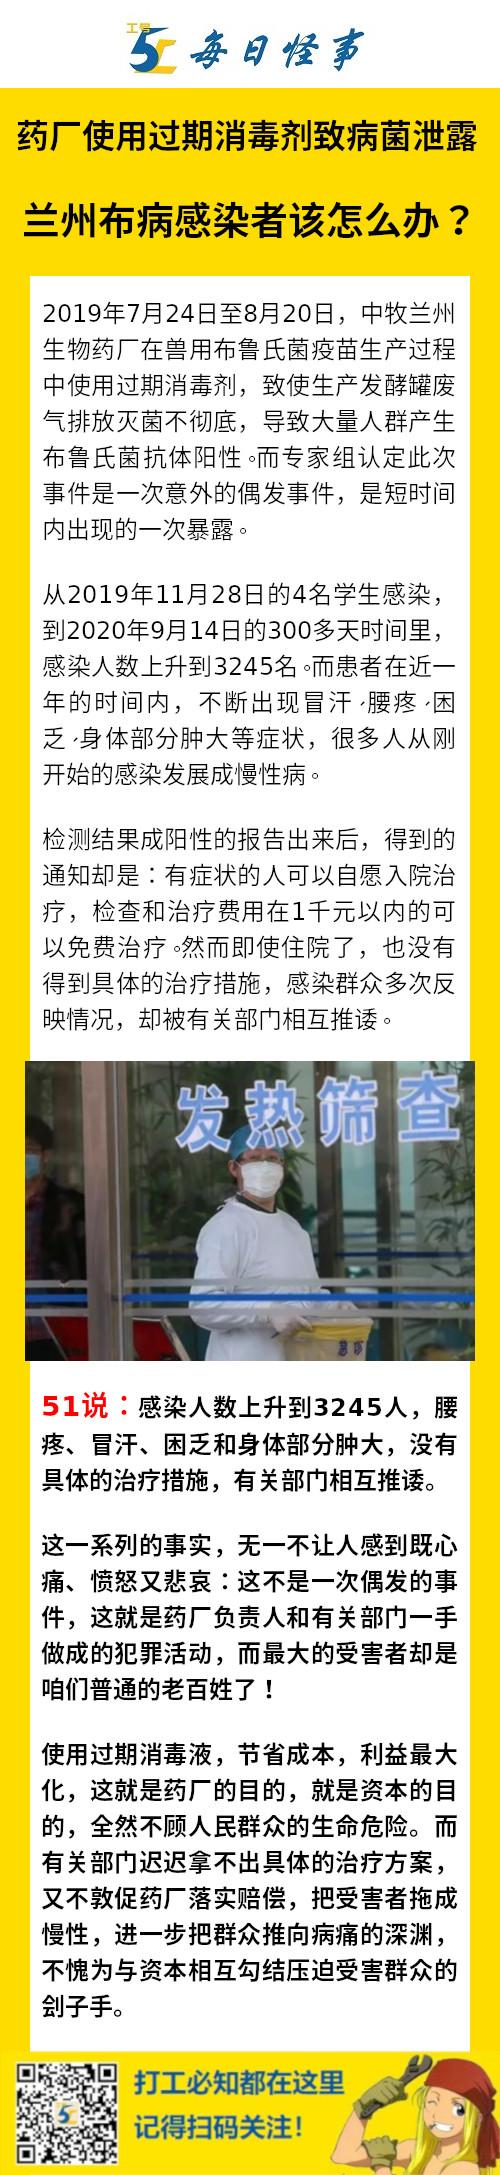 工号
51
每日怪事
药厂使用过期消毒剂致病菌泄露
兰州布病感染者该怎么办？
2019年7月24日至8月20日，中牧兰州
生物药厂在兽用布鲁氏菌疫苗生产过程
中使用过期消毒剂，致使生产发酵罐废
气排放灭菌不彻底，导致大量人群产生
布鲁氏菌抗体阳性。而专家组认定此次
事件是一次意外的偶发事件，是短时间
内出现的一次暴露。
从2019年11月28日的4名学生感染，
到2020年9月14日的300多天时间里，
感染人数上升到3245名。而患者在近一
年的时间内，不断出现冒汗、腰疼、困
乏、身体部分肿大等症状，很多人从刚
开始的感染发展成慢性病。
检测结果成阳性的报告出来后，得到的
通知却是：有症状的人可以自愿入院治
疗，检查和治疗费用在1千元以内的可
以免费治疗。然而即使住院了，也没有
得到具体的治疗措施，感染群众多次反
映情况，却被有关部门相互推诿。
发热筛查
51说：感染人数上升到3245人，腰
疼、冒汗、困乏和身体部分肿大，没有
具体的治疗措施，有关部门相互推诿。
这一系列的事实，无一不让人感到既心
痛、愤怒又悲哀：这不是一次偶发的事
件，这就是药厂负责人和有关部门一手
做成的犯罪活动，而最大的受害者却是
咱们普通的老百姓了！
使用过期消毒液，节省成本，利益最大
化，这就是药厂的目的，就是资本的目
的，全然不顾人民群众的生命危险。而
有关部门迟迟拿不出具体的治疗方案，
又不敦促药厂落实赔偿，把受害者拖成
慢性，进一步把群众推向病痛的深渊，
不愧为与资本相互勾结压迫受害群众的
刽子手。
打工必知都在这里
记得扫码关注！